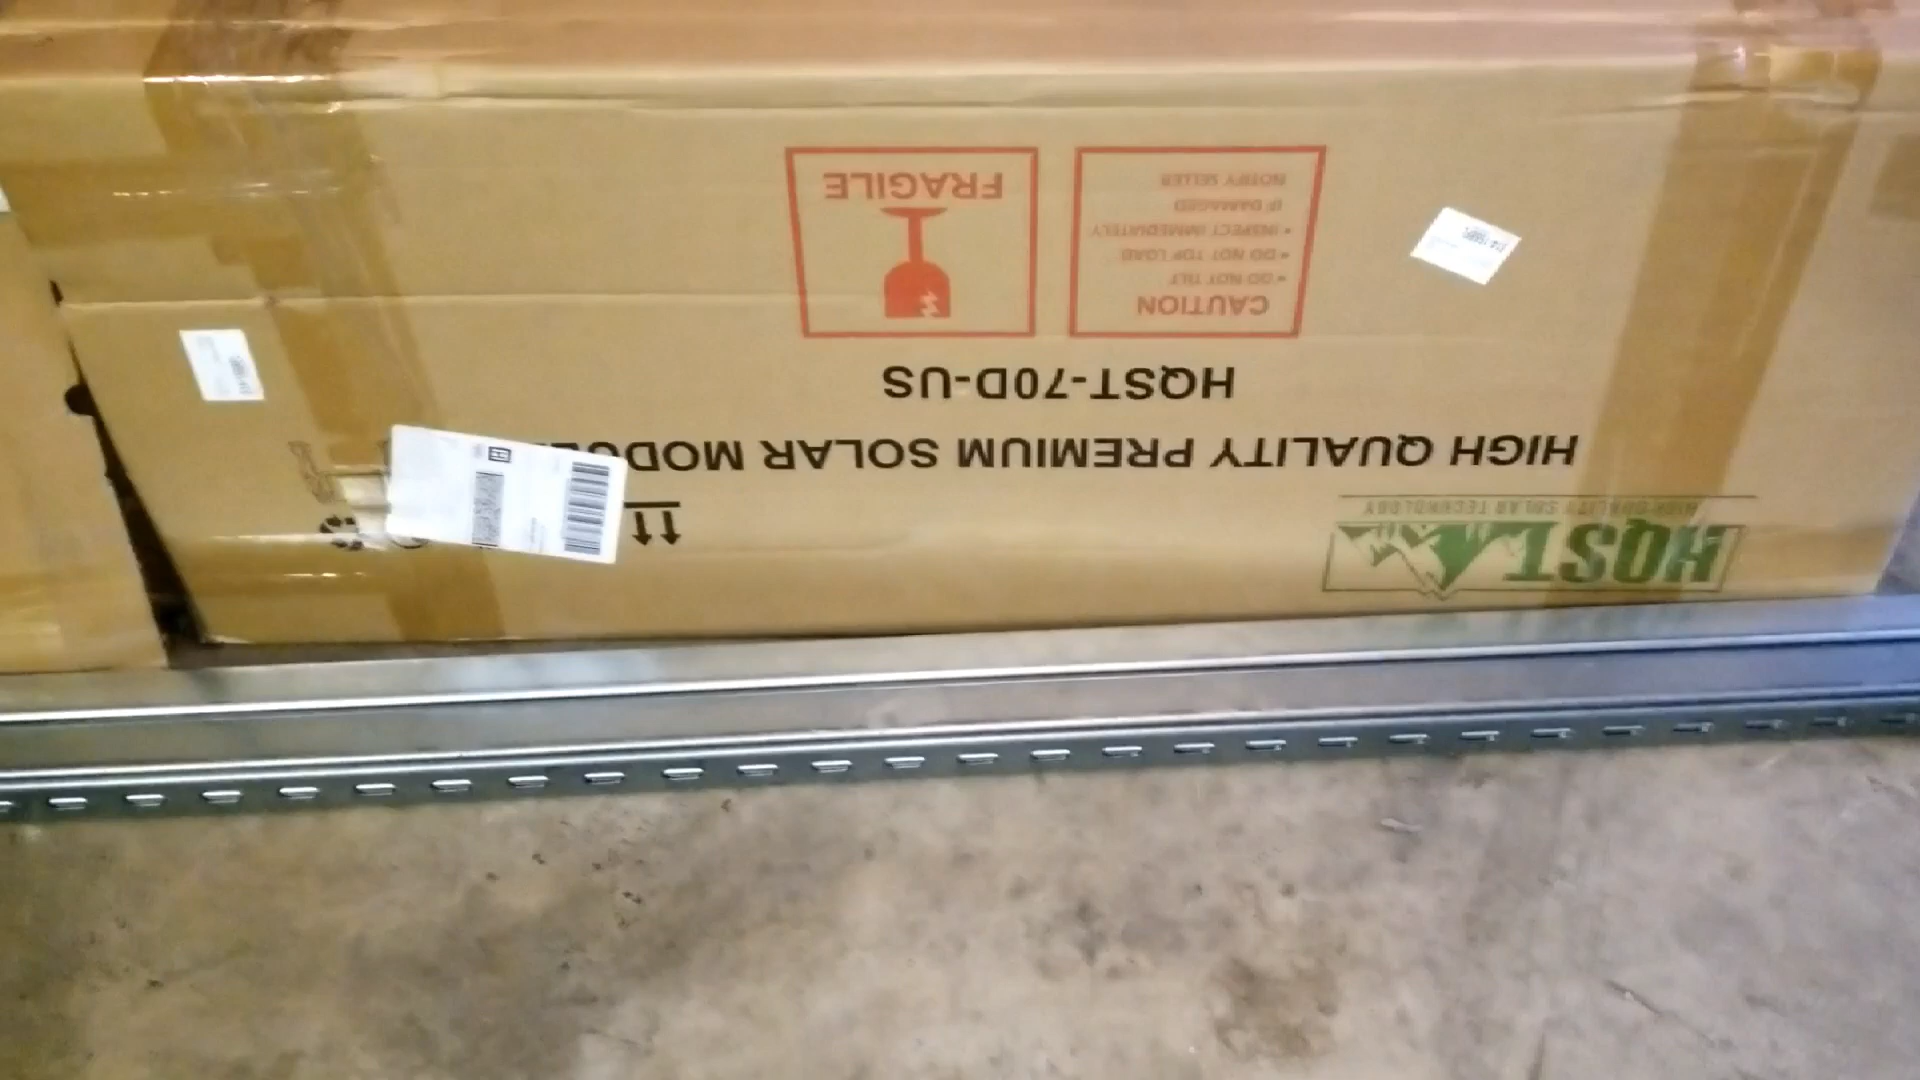 HQST
HIGH QUALITY SOLAR TECHNOLOGY
HIGH QUALITY PREMIUM SOLAR
HQST-70D-US
CAUTION
• DO NOT TILT
• DO NOT TOP LOAD
• INSPECT IMMEDIATELY
IF DAMAGED
NOTIFY SELLER
FRAGILE